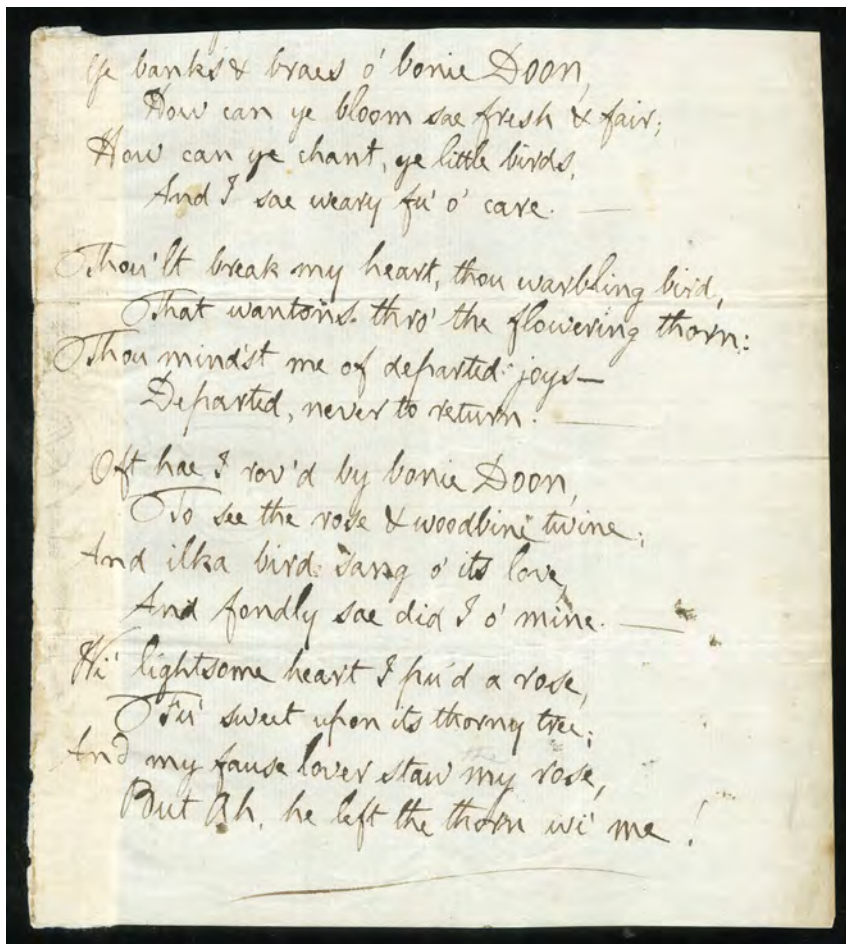 Ye banks & braes o' bonie Doon,
How can ye bloom sae fresh & fair;
How can ye chant, ye little birds,
And I sae weary fu' o' care. —
Thou'lt break my heart, thou warbling bird,
That wantons thro' the flowering thorn:
Thou mind'st me of departed joys—
Departed, never to return. —
Oft hae I rov'd by bonie Doon,
To see the rose & woodbine twine;
And ilka bird sang o' its love,
And fondly sae did I o' mine. —
Wi' lightsome heart I pu'd a rose,
Fu' sweet upon its thorny tree;
And my fause lover staw my rose,
But Ah, he left the thorn wi' me!